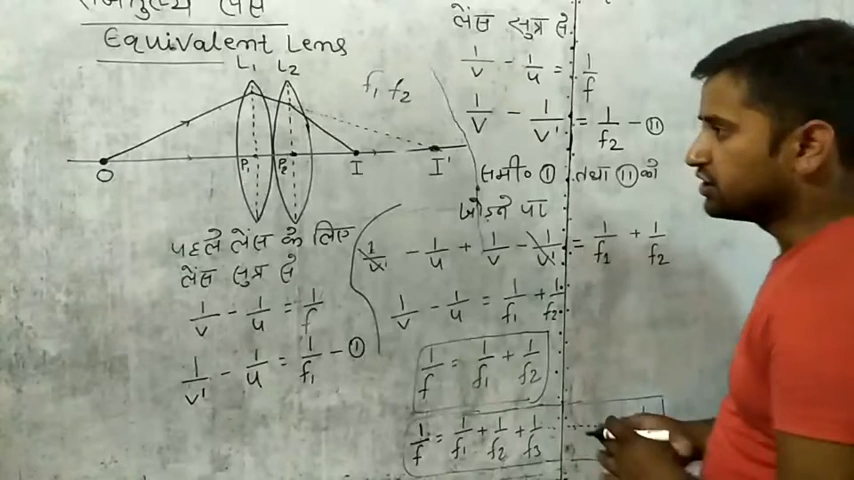 लेंस
Equivalent Lens
L₁ L₂
f₁ f₂
O P₁ P₂ I I'
पहले लेंस के लिए
लेंस सुत्र से
1/v - 1/u = 1/f
1/v' - 1/u = 1/f₁ - ①
लेंस सुत्र से
1/v - 1/u = 1/f
1/v - 1/v' = 1/f₂ - ⑪
समी० ① तथा ⑪ को
जोड़ने पा
1/v' - 1/u + 1/v - 1/v' = 1/f₁ + 1/f₂
1/v - 1/u = 1/f₁ + 1/f₂
1/f = 1/f₁ + 1/f₂
1/f = 1/f₁ + 1/f₂ + 1/f₃